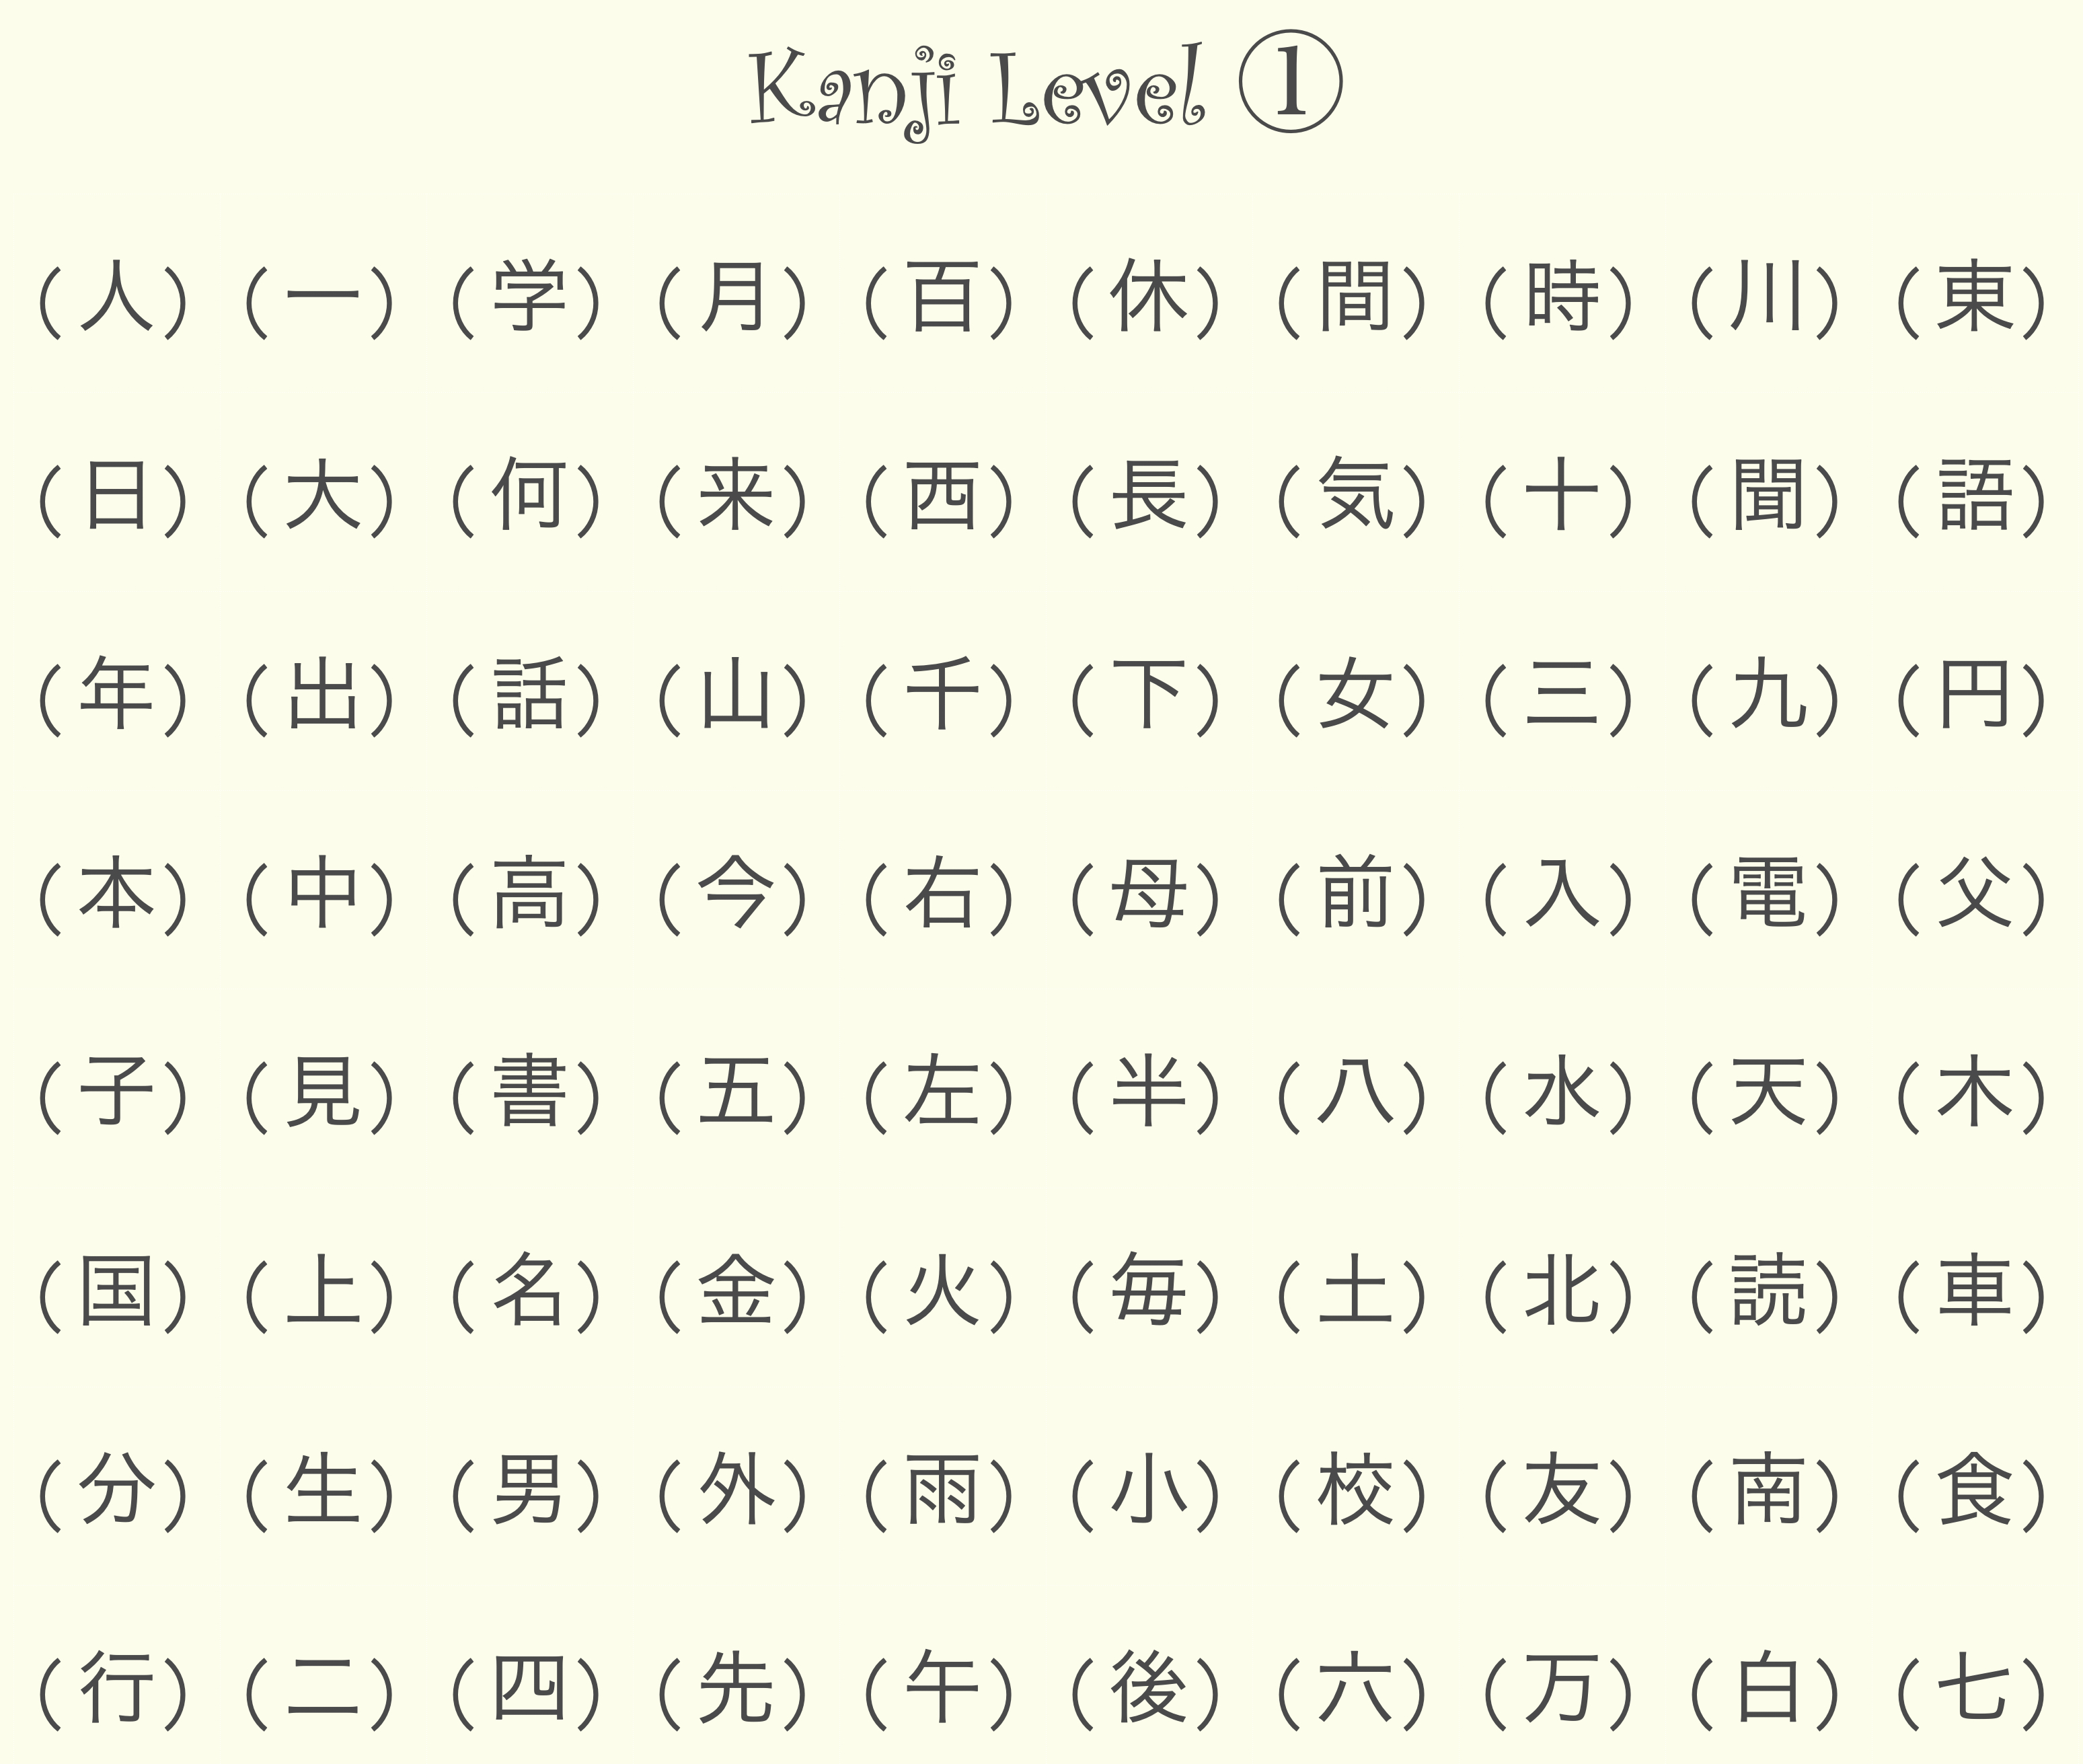 Kanji Level ①
(人) (一) (学) (月) (百) (休) (間) (時) (川) (東)
(日) (大) (何) (来) (西) (長) (気) (十) (聞) (語)
(年) (出) (話) (山) (千) (下) (女) (三) (九) (円)
(本) (中) (高) (今) (右) (母) (前) (入) (電) (父)
(子) (見) (書) (五) (左) (半) (八) (水) (天) (木)
(国) (上) (名) (金) (火) (毎) (土) (北) (読) (車)
(分) (生) (男) (外) (雨) (小) (校) (友) (南) (食)
(行) (二) (四) (先) (午) (後) (六) (万) (白) (七)